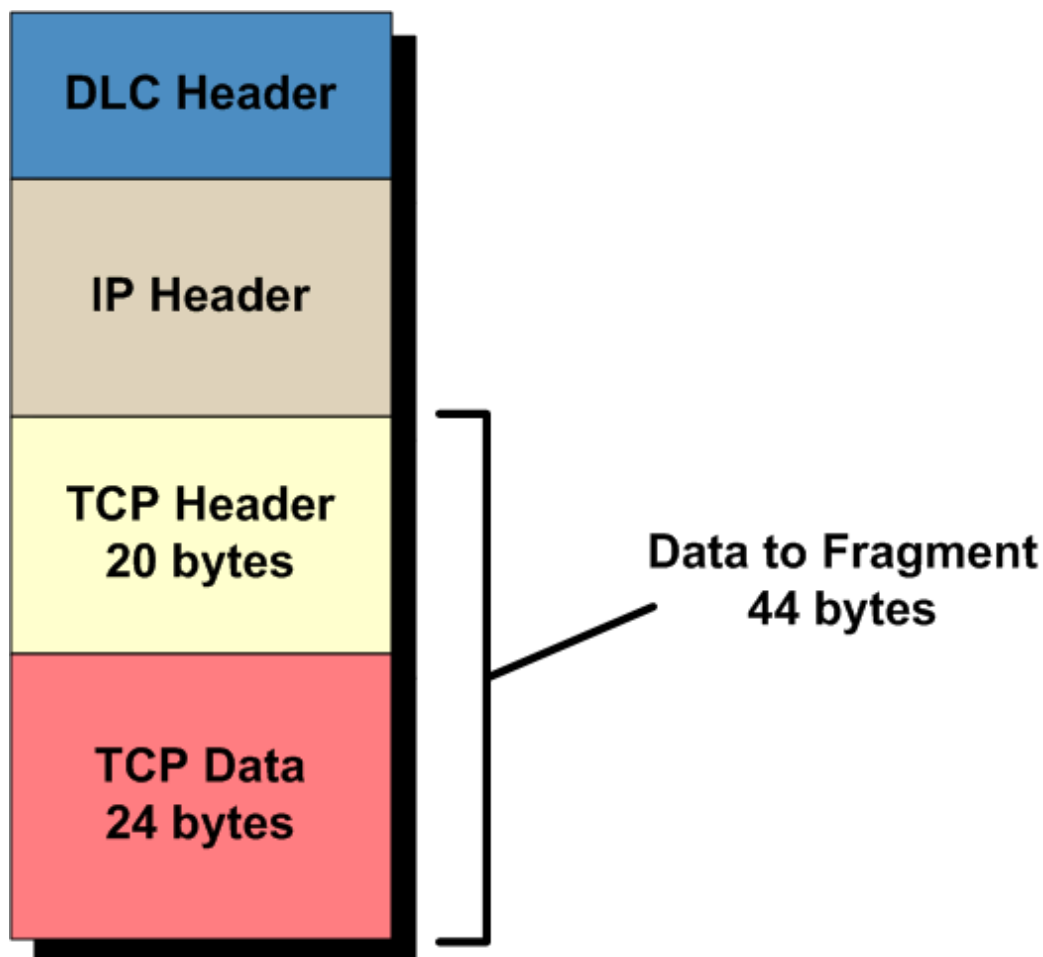 DLC Header
IP Header
TCP Header
20 bytes
Data to Fragment
44 bytes
TCP Data
24 bytes